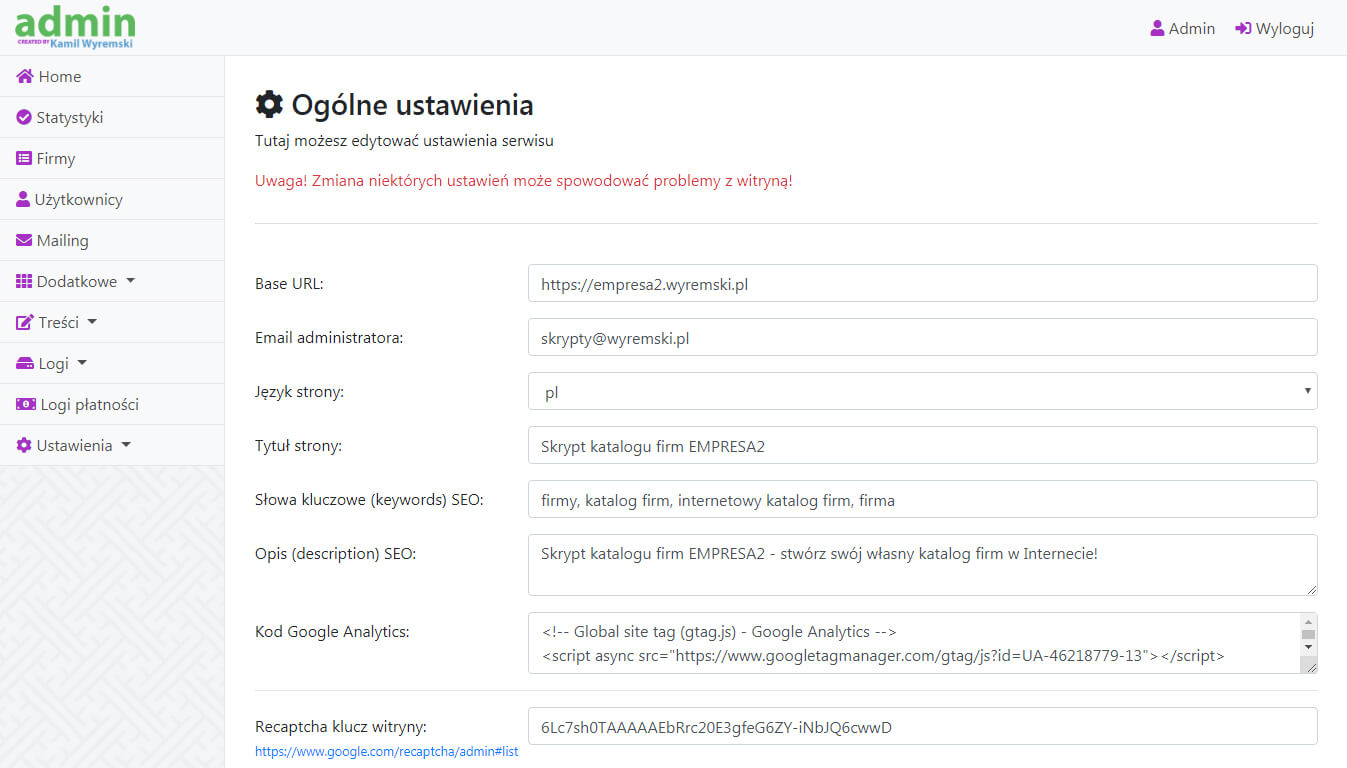 admin
CREATED BY Kamil Wyremski
Admin
Wyloguj
Home
Statystyki
Firmy
Użytkownicy
Mailing
Dodatkowe
Treści
Logi
Logi płatności
Ustawienia
Ogólne ustawienia
Tutaj możesz edytować ustawienia serwisu
Uwaga! Zmiana niektórych ustawień może spowodować problemy z witryną!
Base URL:
https://empresa2.wyremski.pl
Email administratora:
skrypty@wyremski.pl
Język strony:
pl
Tytuł strony:
Skrypt katalogu firm EMPRESA2
Słowa kluczowe (keywords) SEO:
firmy, katalog firm, internetowy katalog firm, firma
Opis (description) SEO:
Skrypt katalogu firm EMPRESA2 - stwórz swój własny katalog firm w Internecie!
Kod Google Analytics:
<!-- Global site tag (gtag.js) - Google Analytics -->
<script async src="https://www.googletagmanager.com/gtag/js?id=UA-46218779-13"></script>
Recaptcha klucz witryny:
6Lc7sh0TAAAAAEbRrc20E3gfeG6ZY-iNbJQ6cwwD
https://www.google.com/recaptcha/admin#list